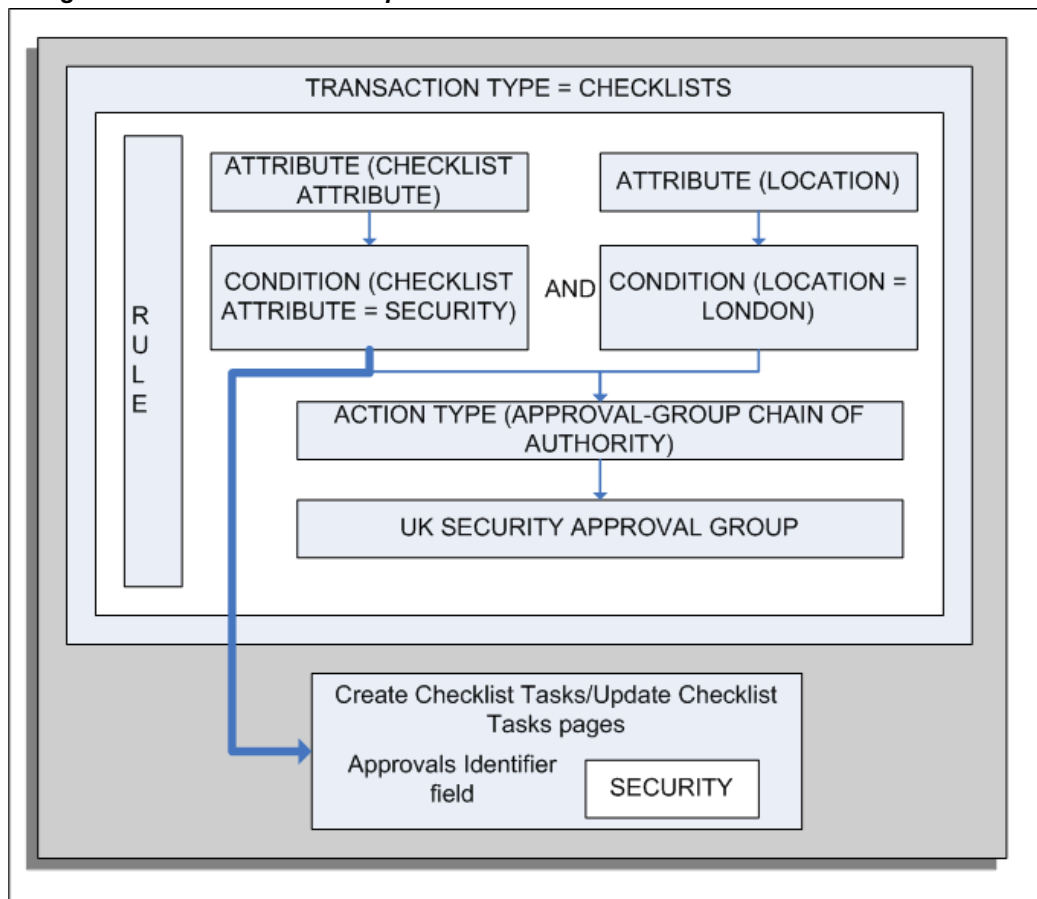 TRANSACTION TYPE = CHECKLISTS
RULE
ATTRIBUTE (CHECKLIST
ATTRIBUTE)
ATTRIBUTE (LOCATION)
CONDITION (CHECKLIST
ATTRIBUTE = SECURITY)
AND
CONDITION (LOCATION =
LONDON)
ACTION TYPE (APPROVAL-GROUP CHAIN OF
AUTHORITY)
UK SECURITY APPROVAL GROUP
Create Checklist Tasks/Update Checklist
Tasks pages
Approvals Identifier
field
SECURITY